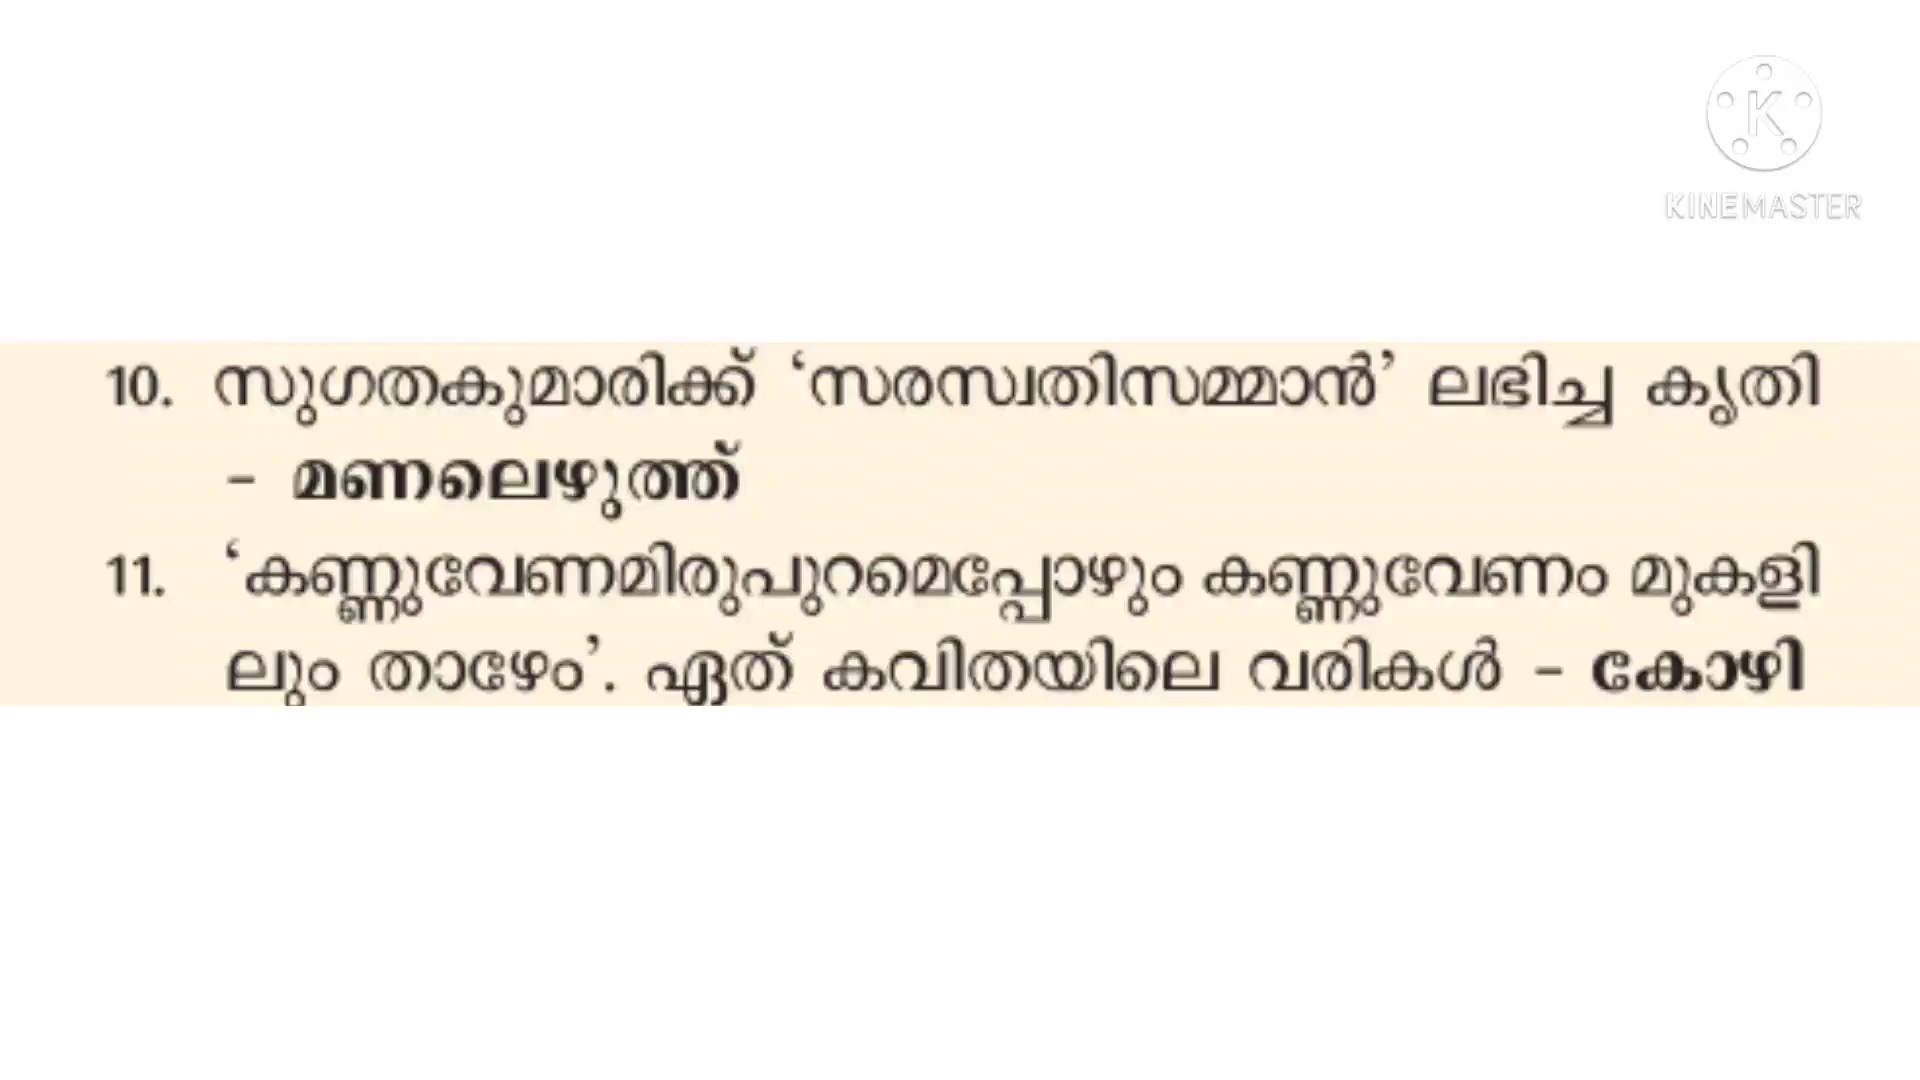 KINEMASTER
10. സുഗതകുമാരിക്ക് ‘സരസ്വതിസമ്മാൻ’ ലഭിച്ച കൃതി
– മണലെഴുത്ത്
11. ‘കണ്ണുവേണമിരുപുറമെപ്പോഴും കണ്ണുവേണം മുകളി
ലും താഴേം’. ഏത് കവിതയിലെ വരികൾ – കോഴി